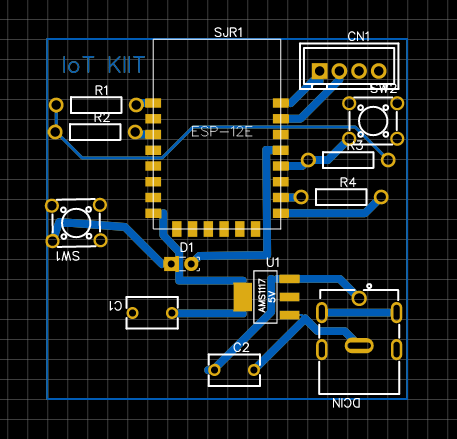 SJR1
CN1
IoT KIIT
R1
SW2
R2
ESP-12E
R3
R4
SW1
D1
U1
AMS1117
5V
C1
C2
DCIN